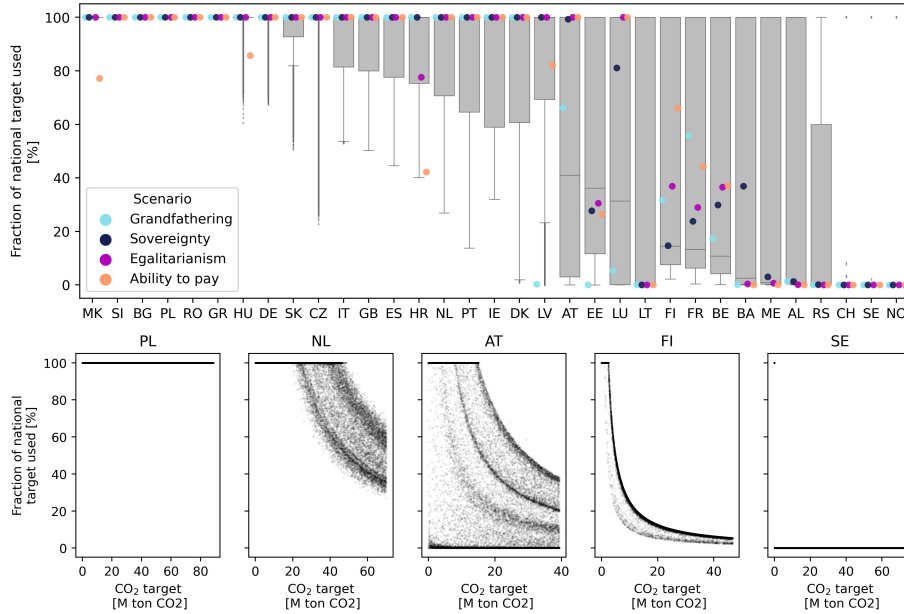 Fraction of national target used
[%]
100
80
60
40
20
0
Scenario
Grandfathering
Sovereignty
Egalitarianism
Ability to pay
MK SI BG PL RO GR HU DE SK CZ IT GB ES HR NL PT IE DK LV AT EE LU LT FI FR BE BA ME AL RS CH SE NO
PL NL AT FI SE
Fraction of national
target used [%]
100
80
60
40
20
0
0 20 40 60 80
0 20 40 60
0 20 40
0 20 40
0 20 40 60
CO₂ target
[M ton CO2]
CO₂ target
[M ton CO2]
CO₂ target
[M ton CO2]
CO₂ target
[M ton CO2]
CO₂ target
[M ton CO2]